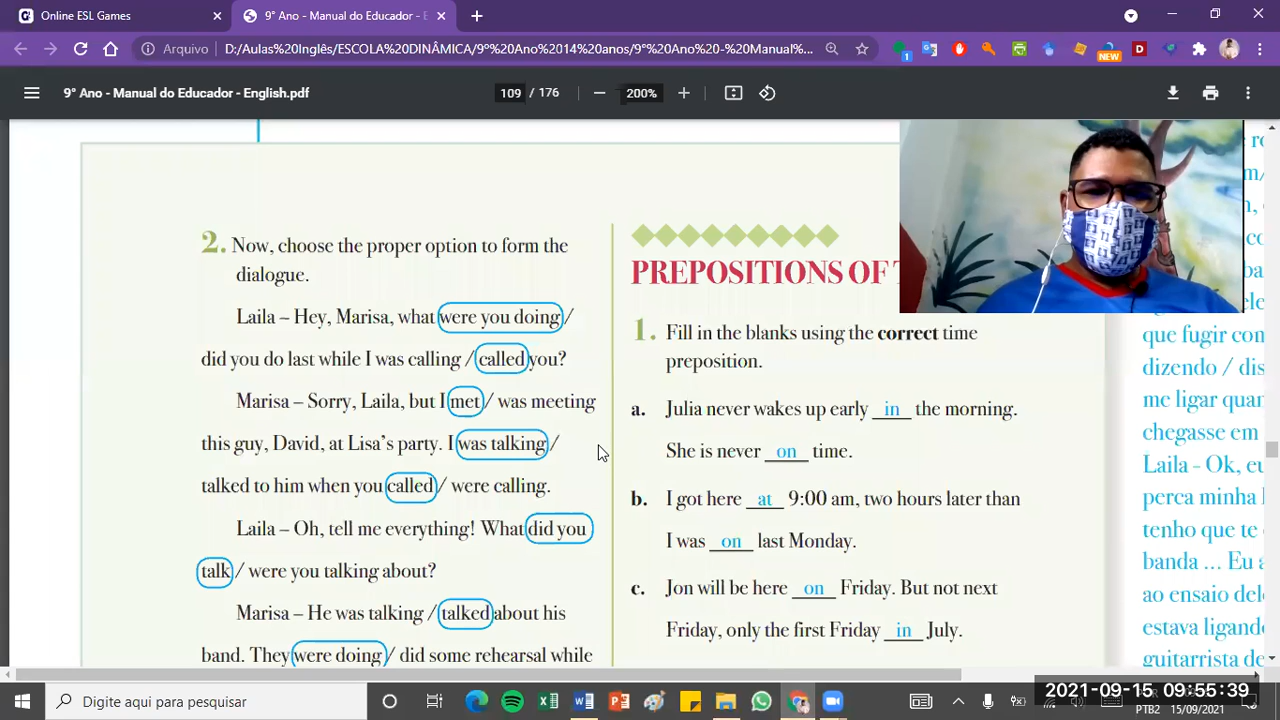 Online ESL Games
9° Ano - Manual do Educador - E
Arquivo
D:/Aulas%20Inglês/ESCOLA%20DINÂMICA/9º%20Ano%2014%20anos/9°%20Ano%20-%20Manual%...
1
NEW
9° Ano - Manual do Educador - English.pdf
109 / 176
200%
2. Now, choose the proper option to form the
dialogue.
Laila – Hey, Marisa, what were you doing /
did you do last while I was calling / called you?
Marisa – Sorry, Laila, but I met / was meeting
this guy, David, at Lisa's party. I was talking /
talked to him when you called / were calling.
Laila – Oh, tell me everything! What did you
talk / were you talking about?
Marisa – He was talking / talked about his
band. They were doing / did some rehearsal while
PREPOSITIONS OF
1. Fill in the blanks using the correct time
preposition.
a. Julia never wakes up early in the morning.
She is never on time.
b. I got here at 9:00 am, two hours later than
I was on last Monday.
c. Jon will be here on Friday. But not next
Friday, only the first Friday in July.
que fugir com
dizendo / dis
me ligar quan
chegasse em
Laila - Ok, eu
perca minha
tenho que te
banda ... Eu a
ao ensaio del
estava ligand
guitarrista de
Digite aqui para pesquisar
2021-09-15 09:55:39
PTB2
15/09/2021